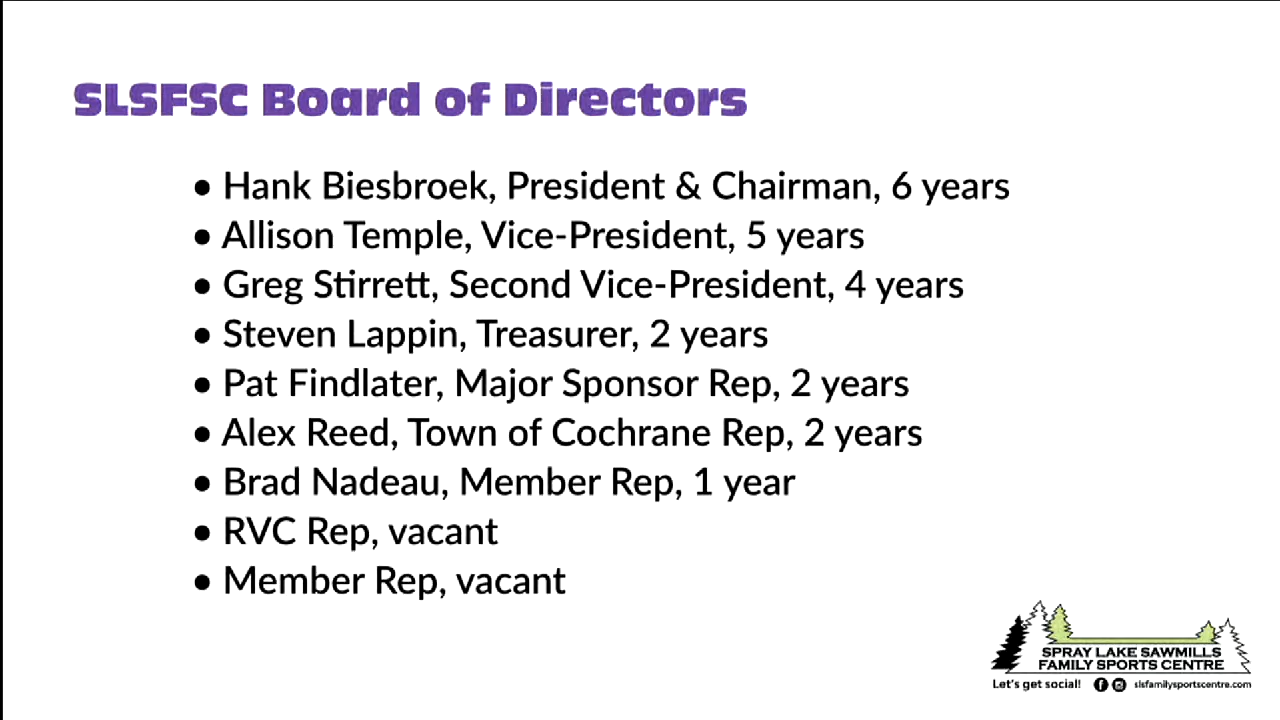 SLSFSC Board of Directors
• Hank Biesbroek, President & Chairman, 6 years
• Allison Temple, Vice-President, 5 years
• Greg Stirrett, Second Vice-President, 4 years
• Steven Lappin, Treasurer, 2 years
• Pat Findlater, Major Sponsor Rep, 2 years
• Alex Reed, Town of Cochrane Rep, 2 years
• Brad Nadeau, Member Rep, 1 year
• RVC Rep, vacant
• Member Rep, vacant
SPRAY LAKE SAWMILLS
FAMILY SPORTS CENTRE
Let's get social! slsfamilysportscentre.com